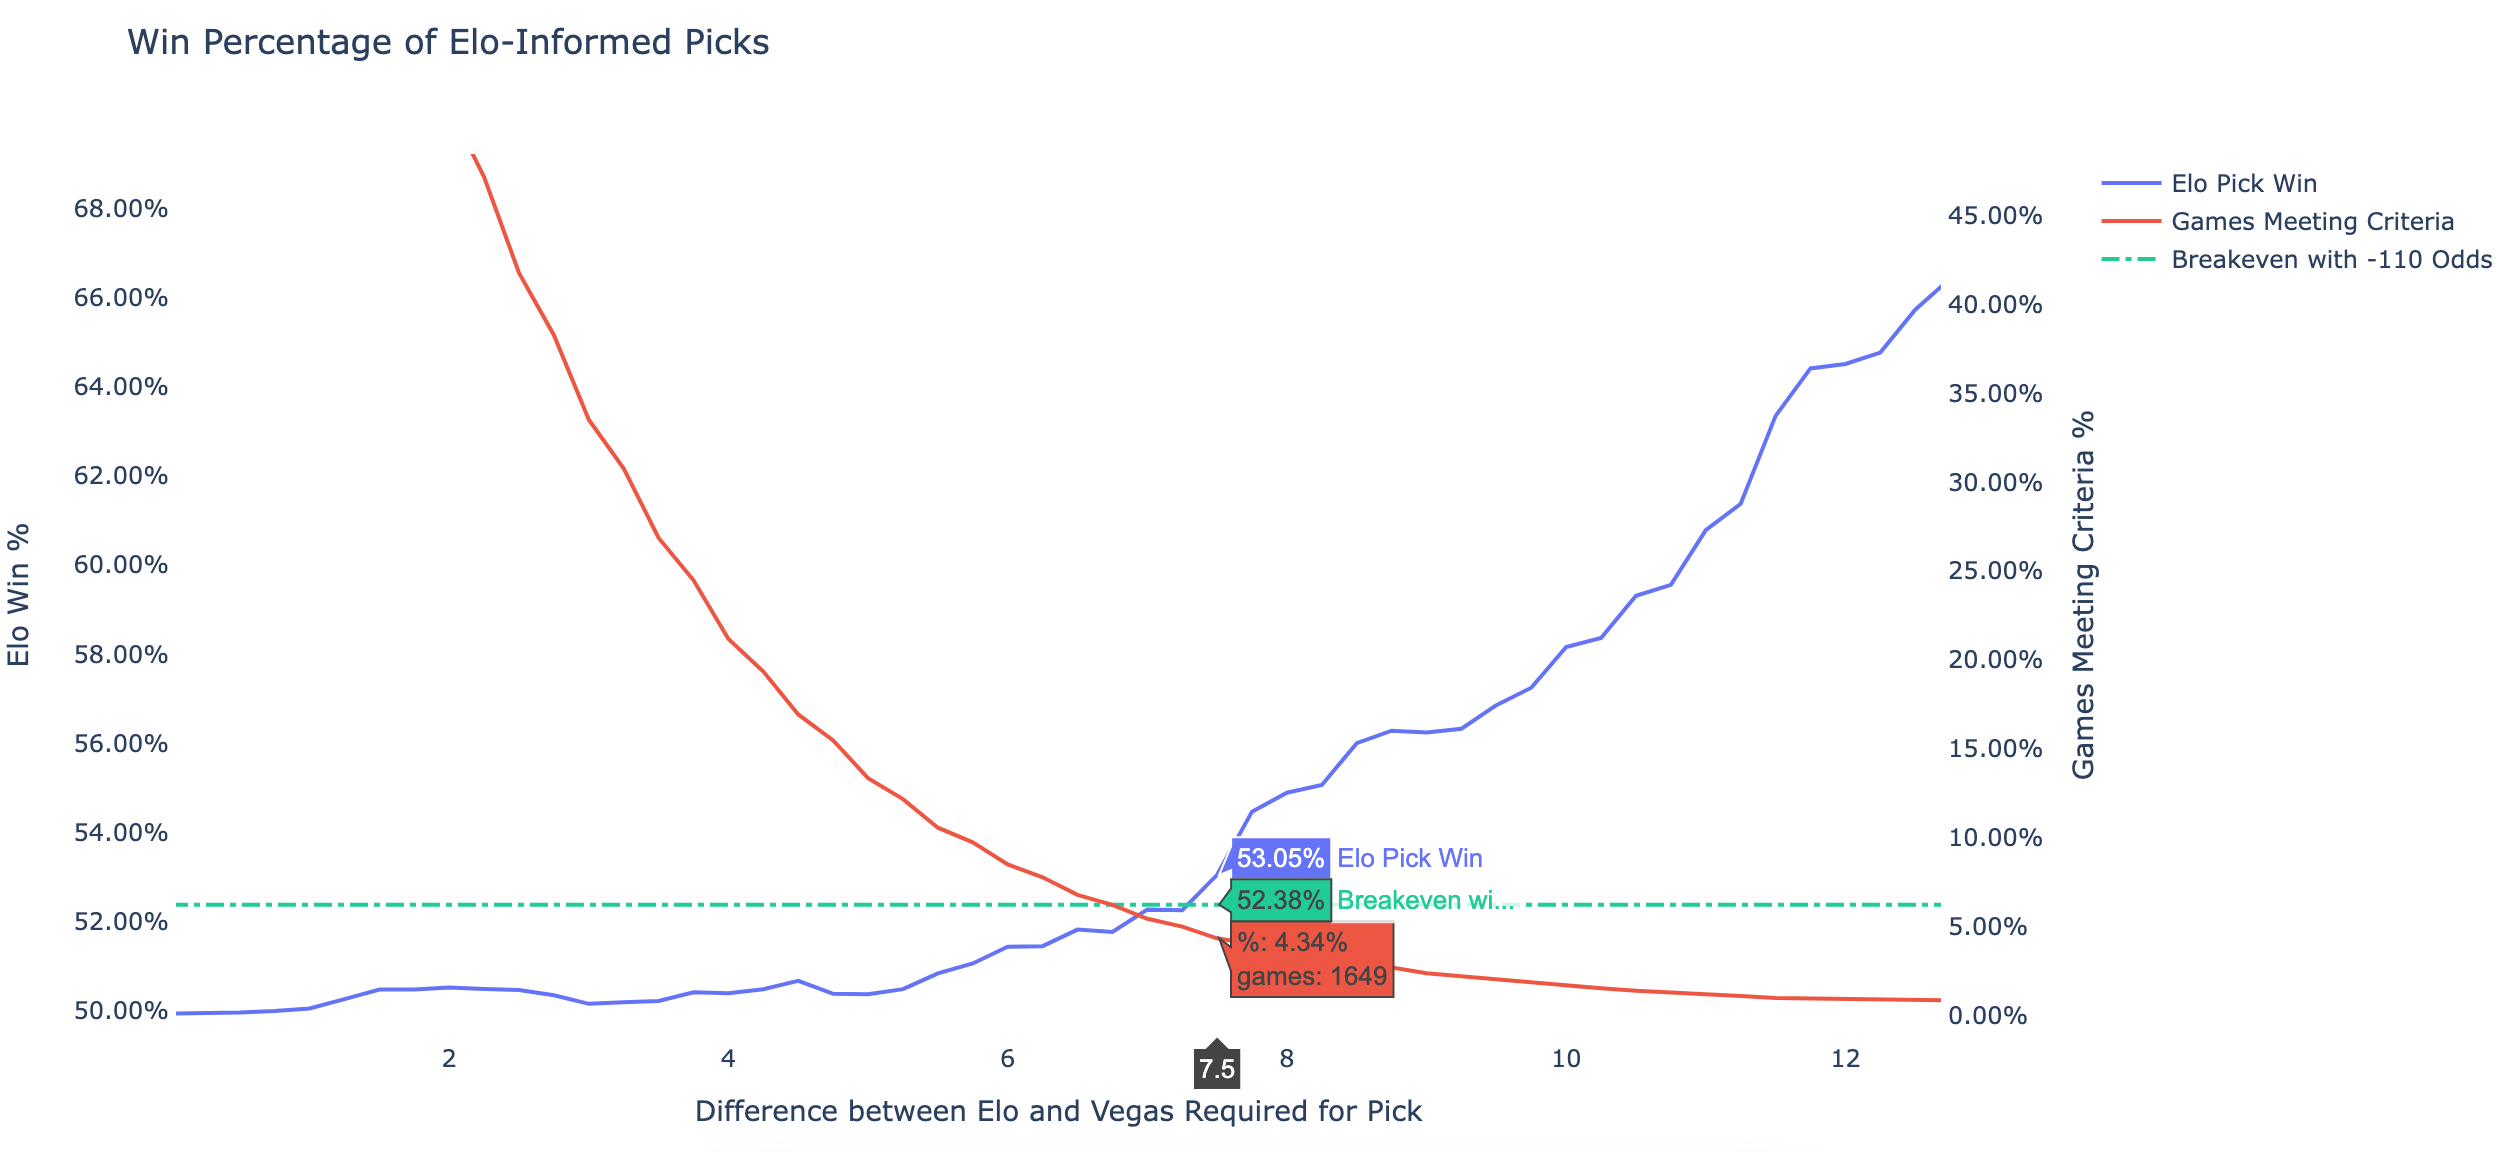 Win Percentage of Elo-Informed Picks
Elo Pick Win
Games Meeting Criteria
Breakeven with -110 Odds
Elo Win %
68.00%
66.00%
64.00%
62.00%
60.00%
58.00%
56.00%
54.00%
52.00%
50.00%
45.00%
40.00%
35.00%
30.00%
25.00%
20.00%
15.00%
10.00%
5.00%
0.00%
Games Meeting Criteria %
53.05% Elo Pick Win
52.38% Breakeven wi...
%: 4.34%
games: 1649
2 4 6 7.5 8 10 12
Difference between Elo and Vegas Required for Pick